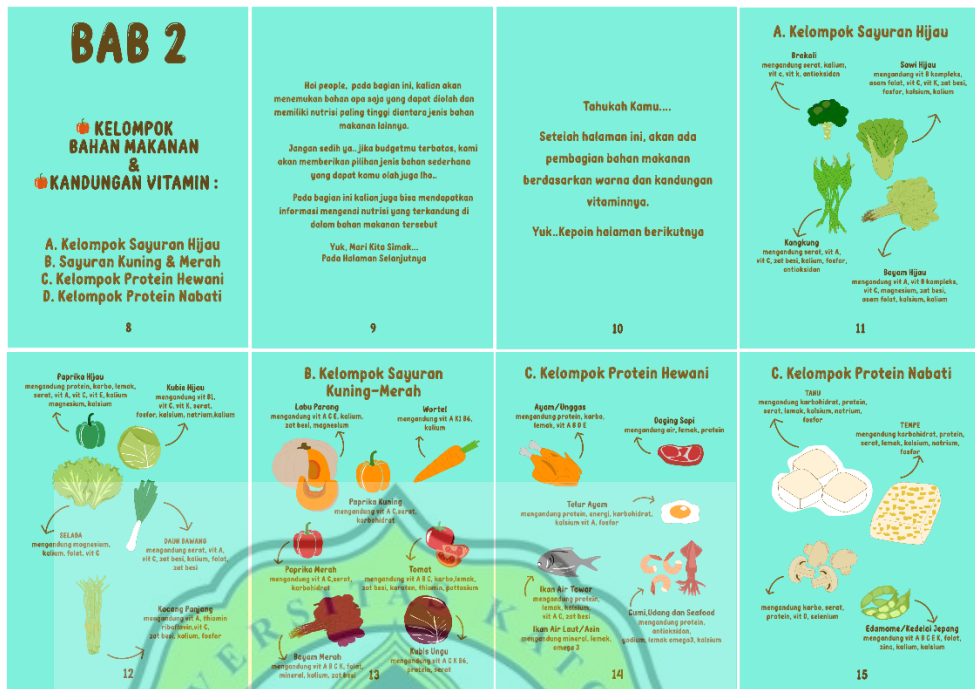 BAB 2
KELOMPOK
BAHAN MAKANAN
&
KANDUNGAN VITAMIN :
A. Kelompok Sayuran Hijau
B. Sayuran Kuning & Merah
C. Kelompok Protein Hewani
D. Kelompok Protein Nabati
8
Hai people, pada bagian ini, kalian akan
menemukan bahan apa saja yang dapat diolah dan
memiliki nutrisi paling tinggi diantara jenis bahan
makanan lainnya.
Jangan sedih ya..jika budgetmu terbatas, kami
akan memberikan pilihan jenis bahan sederhana
yang dapat kamu olah juga lho..
Pada bagian ini kalian juga bisa mendapatkan
informasi mengenai nutrisi yang terkandung di
dalam bahan makanan tersebut
Yuk, Mari Kita Simak...
Pada Halaman Selanjutnya
9
Tahukah Kamu....
Setelah halaman ini, akan ada
pembagian bahan makanan
berdasarkan warna dan kandungan
vitaminnya.
Yuk..Kepoin halaman berikutnya
10
A. Kelompok Sayuran Hijau
Brokoli
mengandung serat, kalium,
vit c, vit k, antioksidan
Sawi Hijau
mengandung vit B kompleks,
asam folat, vit C, vit K, zat besi,
fosfor, kalsium, kalium
Kangkung
mengandung serat, vit A,
vit C, zat besi, kalium, fosfor,
antioksidan
Bayam Hijau
mengandung vit A, vit B kompleks,
vit C, magnesium, zat besi,
asam folat, kalsium, kalium
11
Paprika Hijau
mengandung protein, karbo, lemak,
serat, vit A, vit C, vit E, kalium
magnesium, kalsium
Kubis Hijau
mengandung vit B1,
vit C, vit K, serat,
fosfor, kalsium, natrium,kalium
SELADA
mengandung magnesium,
kalium, folat, vit C
DAUN BAWANG
mengandung serat, vit A,
vit C, zat besi, kalium, folat,
zat besi
Kacang Panjang
mengandung vit A, thiamin
riboflavin,vit C,
zat besi, kalium, fosfor
12
B. Kelompok Sayuran
Kuning-Merah
Labu Parang
mengandung vit A C E, kalium,
zat besi, magnesium
Wortel
mengandung vit A K1 B6,
kalium
Paprika Kuning
mengandung vit A C,serat,
karbohidrat
Paprika Merah
mengandung vit A C,serat,
karbohidrat
Tomat
mengandung vit A B C, karbo,lemak,
zat besi, karoten, thiamin, pottasium
Bayam Merah
mengandung vit A B C K, folat,
mineral, kalium, zat besi
Kubis Ungu
mengandung vit A C K B6,
protein, serat
13
C. Kelompok Protein Hewani
Ayam/Unggas
mengandung protein, karbo,
lemak, vit A B D E
Daging Sapi
mengandung air, lemak, protein
Telur Ayam
mengandung protein, energi, karbohidrat,
kalsium vit A, fosfor
Ikan Air Tawar
mengandung protein,
lemak, kalsium,
vit A C, zat besi
Ikan Air Laut/Asin
mengandung mineral, lemak,
omega 3
Cumi,Udang dan Seafood
mengandung protein,
antioksidan,
yodium, lemak omega3, kalsium
14
C. Kelompok Protein Nabati
TAHU
mengandung karbohidrat, protein,
serat, lemak, kalsium, natrium,
fosfor
TEMPE
mengandung karbohidrat, protein,
serat, lemak, kalsium, natrium,
fosfor
mengandung karbo, serat,
protein, vit D, selenium
Edamame/Kedelai Jepang
mengandung vit A B C E K, folat,
zinc, kalium, kalsium
15